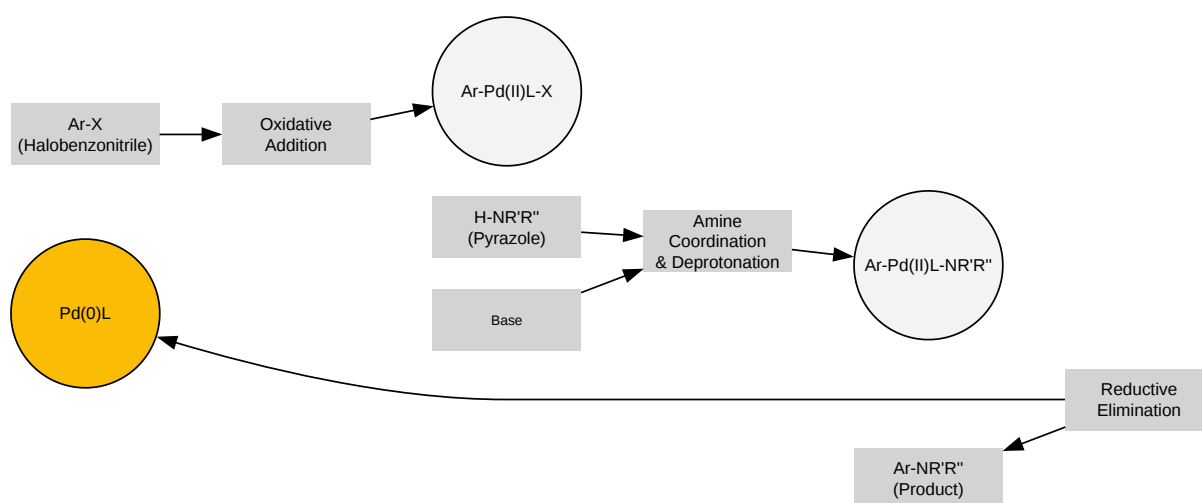 Ar-Pd(II)L-X
Ar-X
(Halobenzonitrile)
Oxidative
Addition
H-NR'R"
(Pyrazole)
Amine
Coordination
& Deprotonation
Ar-Pd(II)L-NR'R"
Base
Pd(0)L
Reductive
Elimination
Ar-NR'R"
(Product)